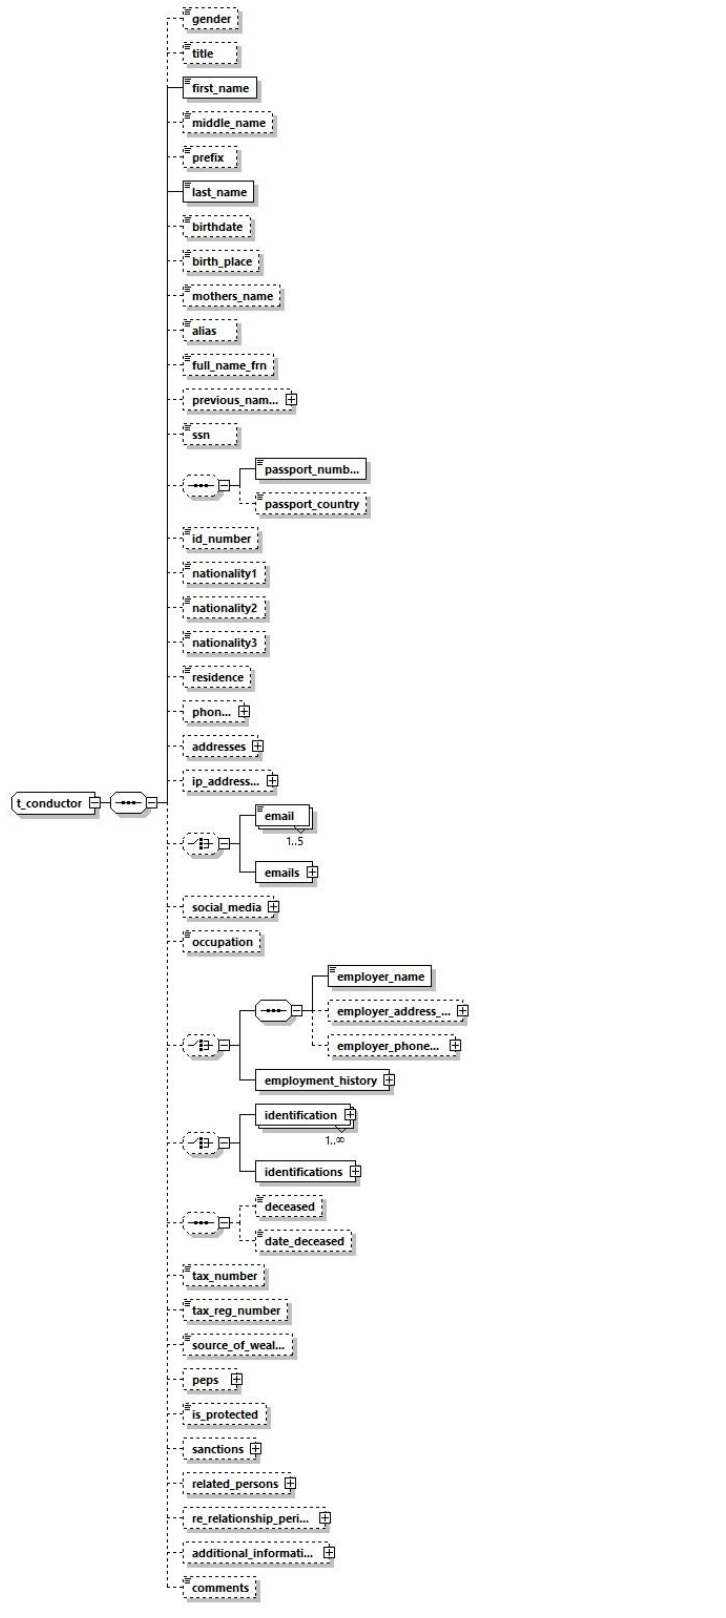 gender
title
first_name
middle_name
prefix
last_name
birthdate
birth_place
mothers_name
alias
full_name_frn
previous_nam...
ssn
passport_numb...
passport_country
id_number
nationality1
nationality2
nationality3
residence
phon...
addresses
ip_address...
t_conductor
email
1..5
emails
social_media
occupation
employer_name
employer_address_...
employer_phone...
employment_history
identification
1..∞
identifications
deceased
date_deceased
tax_number
tax_reg_number
source_of_weal...
peps
is_protected
sanctions
related_persons
re_relationship_peri...
additional_informati...
comments